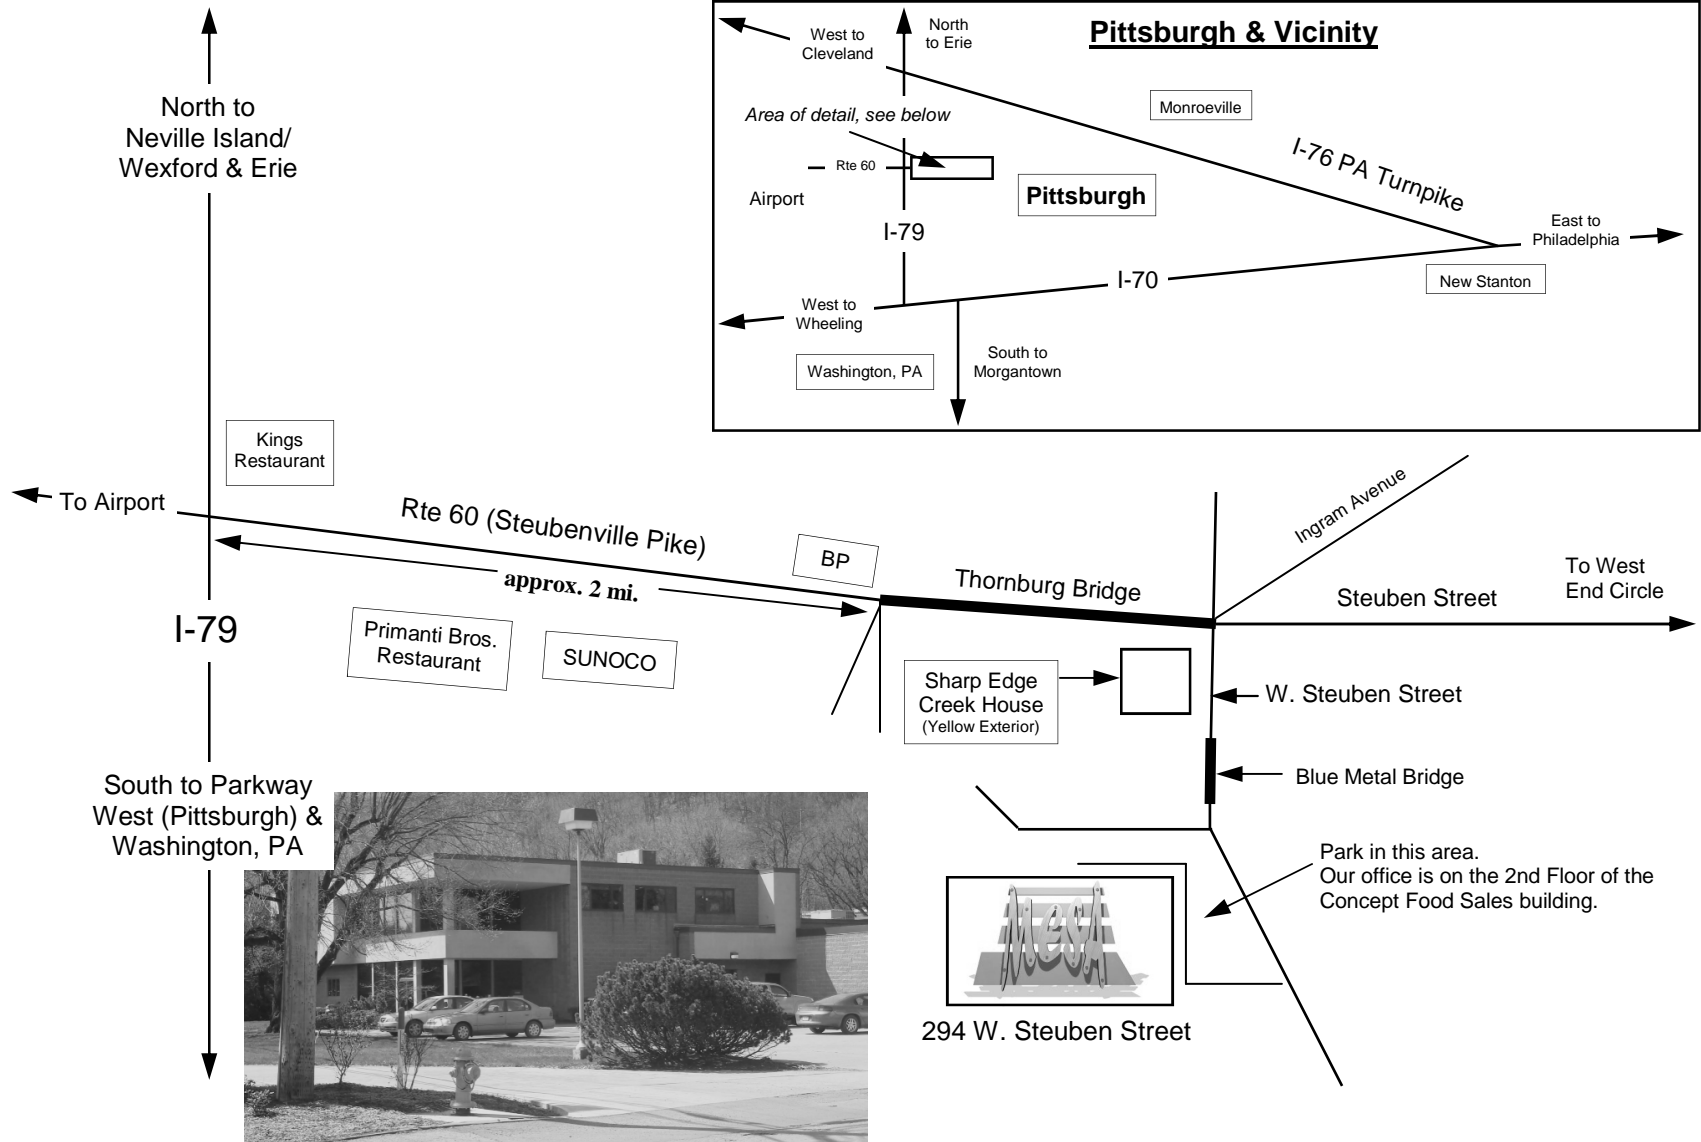 Pittsburgh & Vicinity
West to
Cleveland
North
to Erie
Monroeville
Area of detail, see below
I-76 PA Turnpike
Rte 60
Airport
Pittsburgh
I-79
East to
Philadelphia
I-70
New Stanton
West to
Wheeling
South to
Morgantown
Washington, PA
North to
Neville Island/
Wexford & Erie
Kings
Restaurant
To Airport
Rte 60 (Steubenville Pike)
approx. 2 mi.
BP
Thornburg Bridge
Ingram Avenue
Steuben Street
To West
End Circle
I-79
Primanti Bros.
Restaurant
SUNOCO
Sharp Edge
Creek House
(Yellow Exterior)
W. Steuben Street
Blue Metal Bridge
South to Parkway
West (Pittsburgh) &
Washington, PA
Park in this area.
Our office is on the 2nd Floor of the
Concept Food Sales building.
MeSA
294 W. Steuben Street